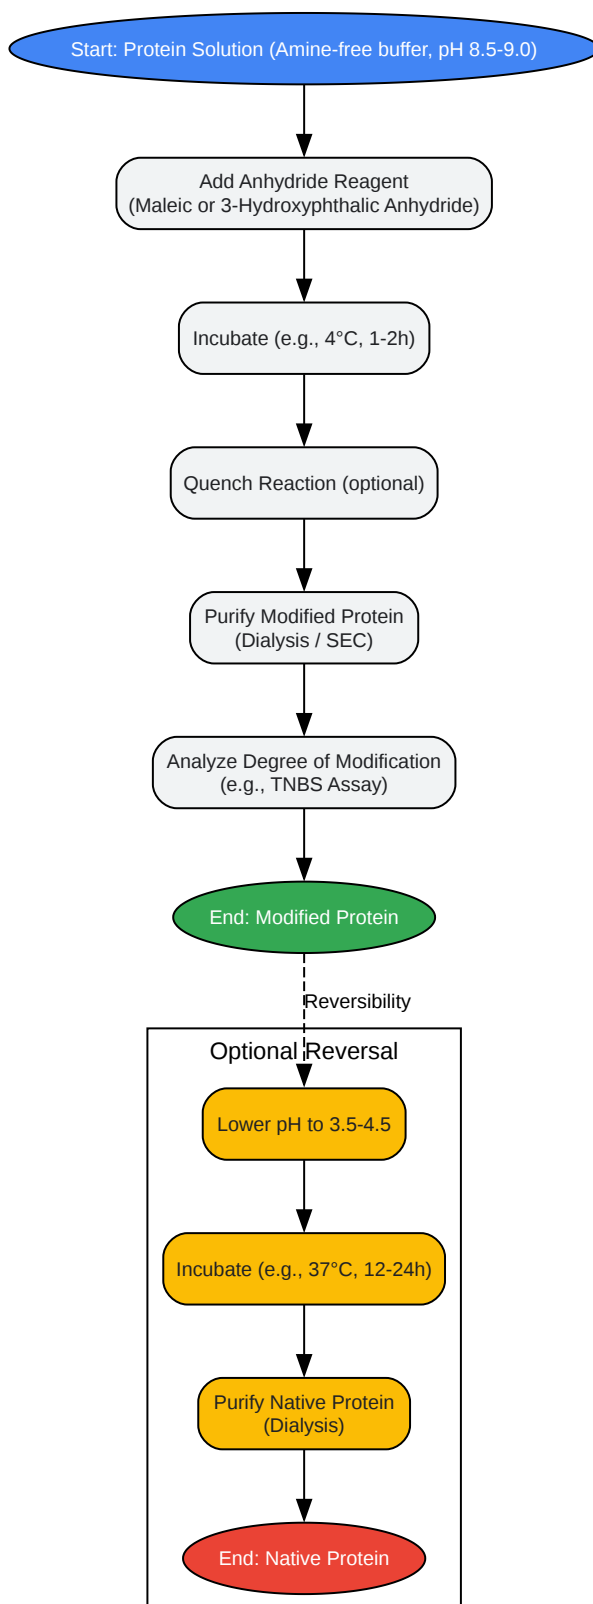 Start: Protein Solution (Amine-free buffer, pH 8.5-9.0)
Add Anhydride Reagent
(Maleic or 3-Hydroxyphthalic Anhydride)
Incubate (e.g., 4°C, 1-2h)
Quench Reaction (optional)
Purify Modified Protein
(Dialysis / SEC)
Analyze Degree of Modification
(e.g., TNBS Assay)
End: Modified Protein
Reversibility
Optional Reversal
Lower pH to 3.5-4.5
Incubate (e.g., 37°C, 12-24h)
Purify Native Protein
(Dialysis)
End: Native Protein